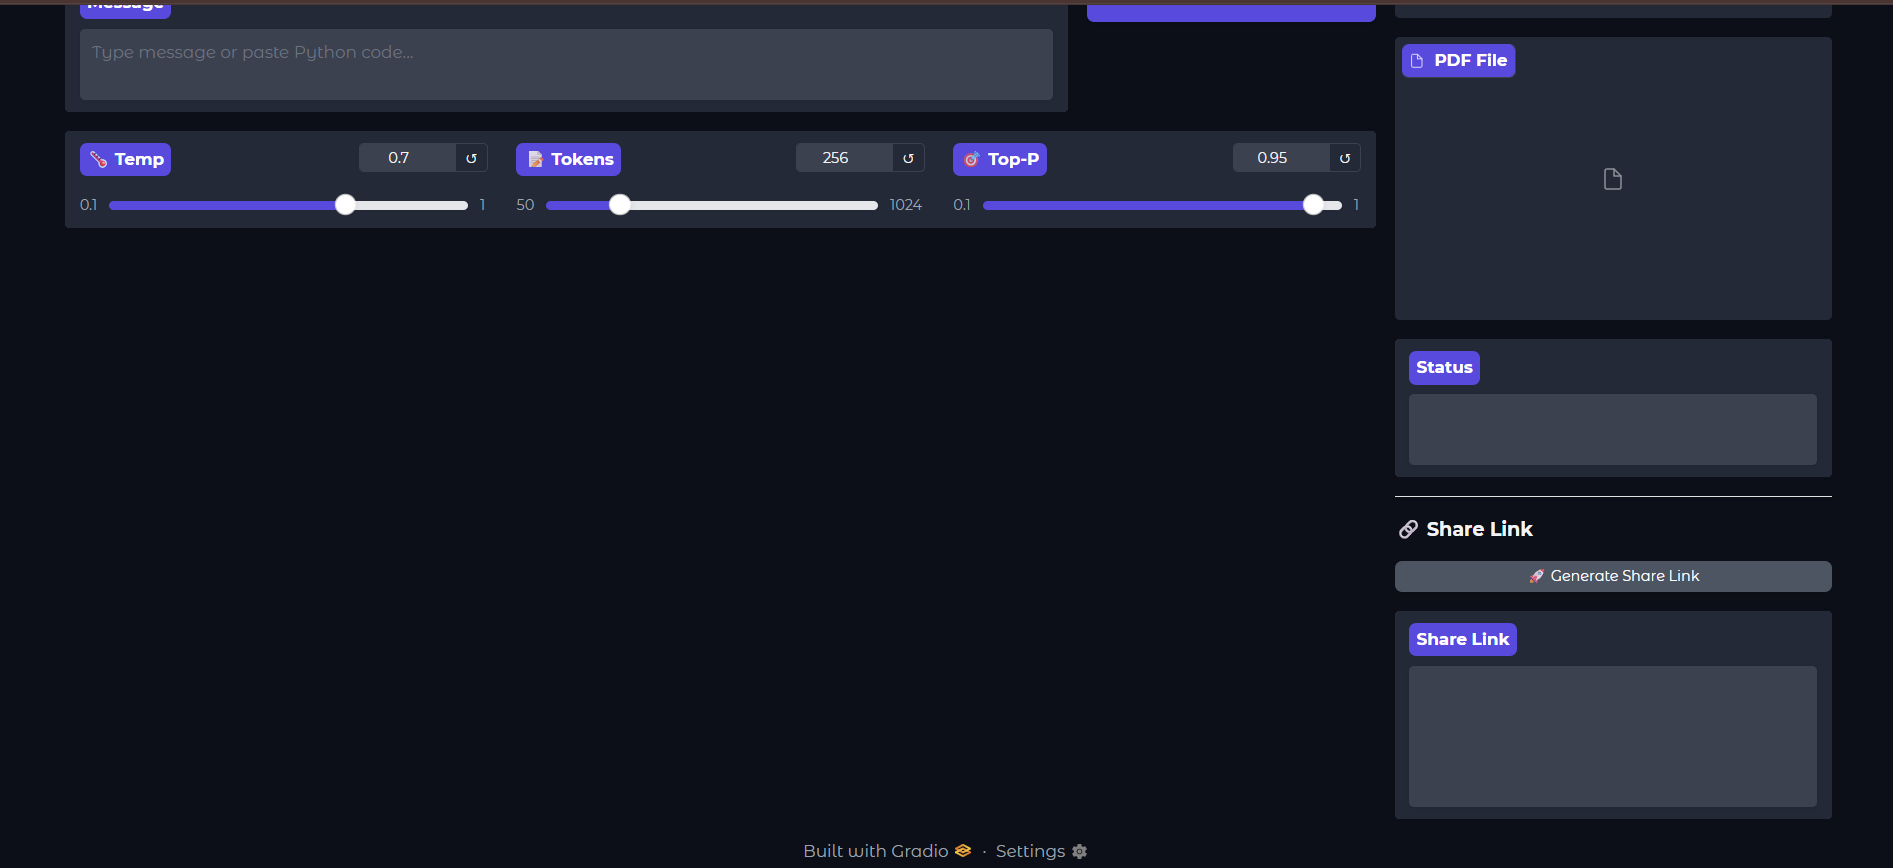 Message
Type message or paste Python code...
Temp
0.7
↺
0.1
1
Tokens
256
↺
50
1024
Top-P
0.95
↺
0.1
1
PDF File
Status
Share Link
Generate Share Link
Share Link
Built with Gradio · Settings